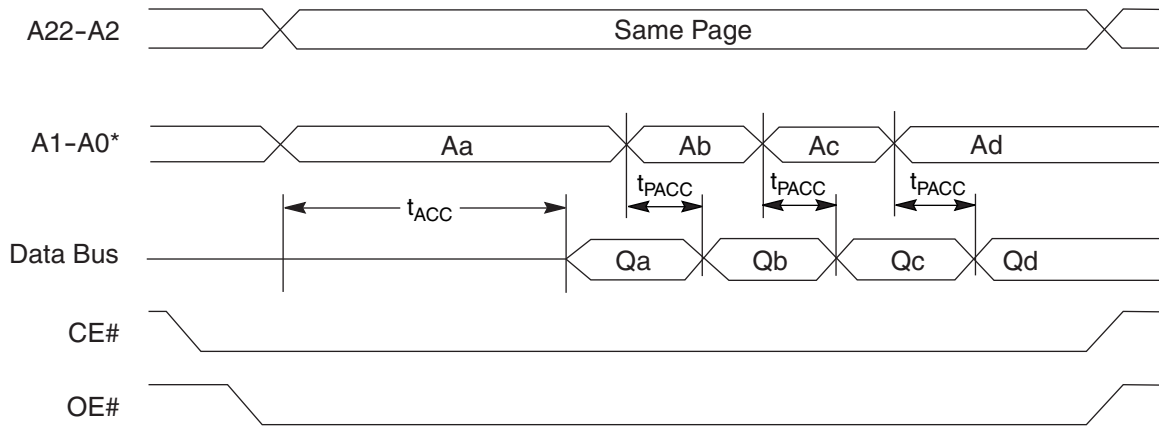 A22-A2
Same Page
A1-A0*
Aa
Ab
Ac
Ad
tPACC
tPACC
tPACC
tACC
Data Bus
Qa
Qb
Qc
Qd
CE#
OE#